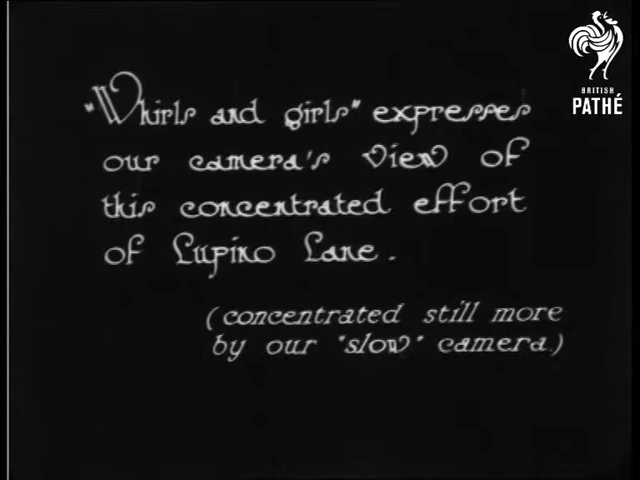 BRITISH
PATHÉ
"Whirls and girls" expresses
our camera's view of
this concentrated effort
of Lupino Lane.
(concentrated still more
by our "slow" camera.)